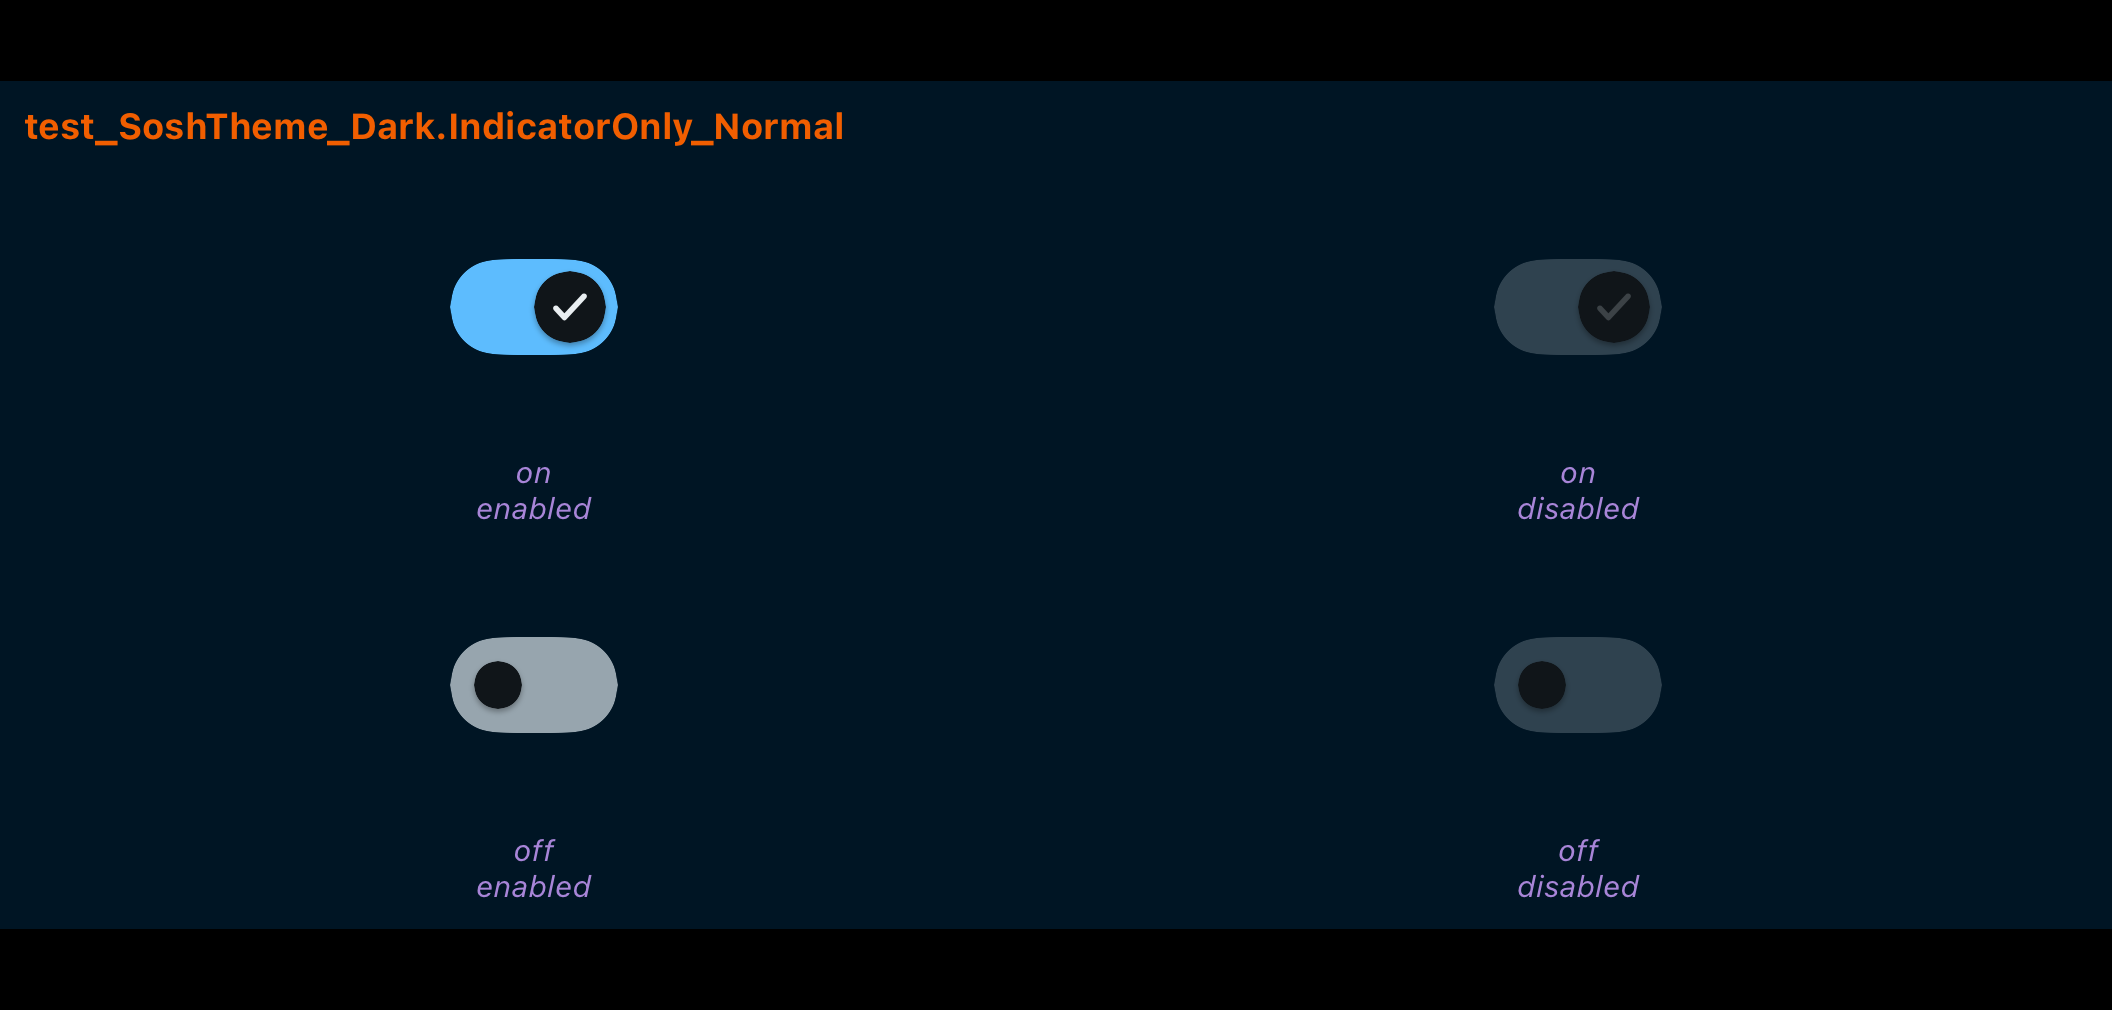 test_SoshTheme_Dark.IndicatorOnly_Normal
on
enabled
on
disabled
off
enabled
off
disabled